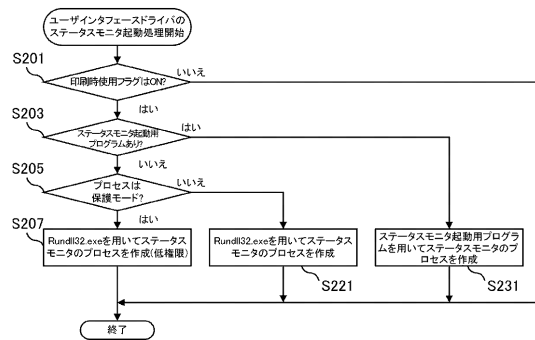 ユーザインタフェースドライバの
ステータスモニタ起動処理開始
S201
印刷時使用フラグはON?
いいえ
はい
S203
ステータスモニタ起動用
プログラムあり?
はい
いいえ
S205
プロセスは
保護モード?
いいえ
はい
S207
Rundll32.exeを用いてステータス
モニタのプロセスを作成(低権限)
Rundll32.exeを用いてステータス
モニタのプロセスを作成
S221
ステータスモニタ起動用プログラ
ムを用いてステータスモニタのプ
ロセスを作成
S231
終了